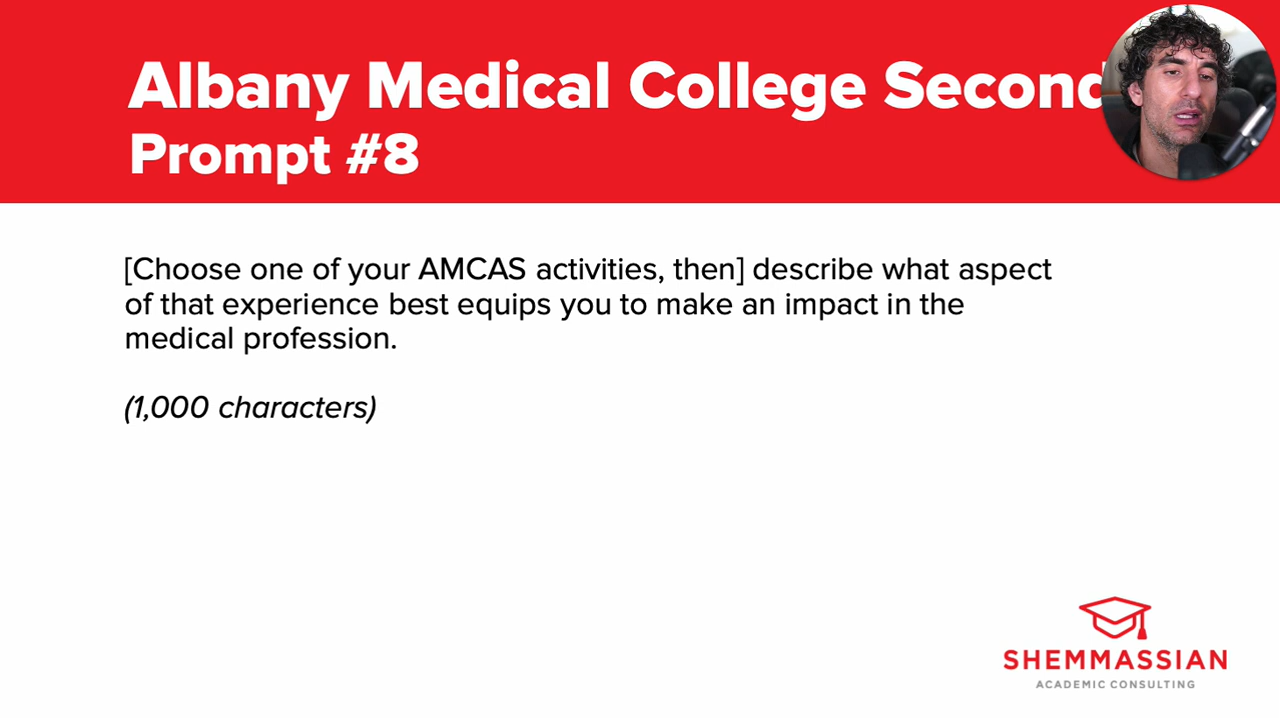 Albany Medical College Second
Prompt #8
[Choose one of your AMCAS activities, then] describe what aspect
of that experience best equips you to make an impact in the
medical profession.
(1,000 characters)
SHEMMASSIAN
ACADEMIC CONSULTING